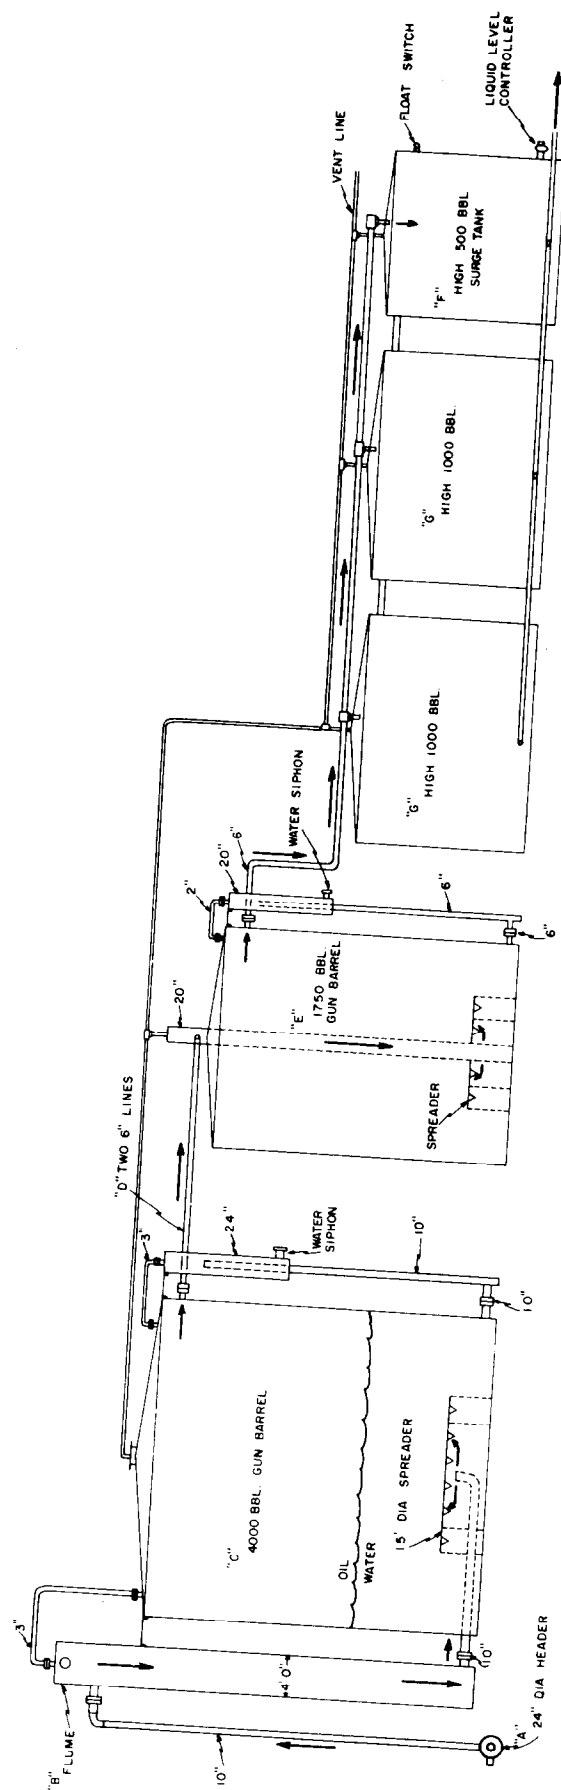 "A"
24" DIA HEADER
10"
"B"
FLUME
3"
4'0"
10"
"C"
4000 BBL. GUN BARREL
OIL
WATER
15' DIA SPREADER
3"
24"
WATER
SIPHON
10"
10"
"D" TWO 6" LINES
20"
"E"
1750 BBL.
GUN BARREL
SPREADER
2"
20"
6"
WATER SIPHON
6"
6"
"G"
HIGH 1000 BBL.
"G"
HIGH 1000 BBL.
VENT LINE
"F"
HIGH 500 BBL
SURGE TANK
FLOAT SWITCH
LIQUID LEVEL
CONTROLLER